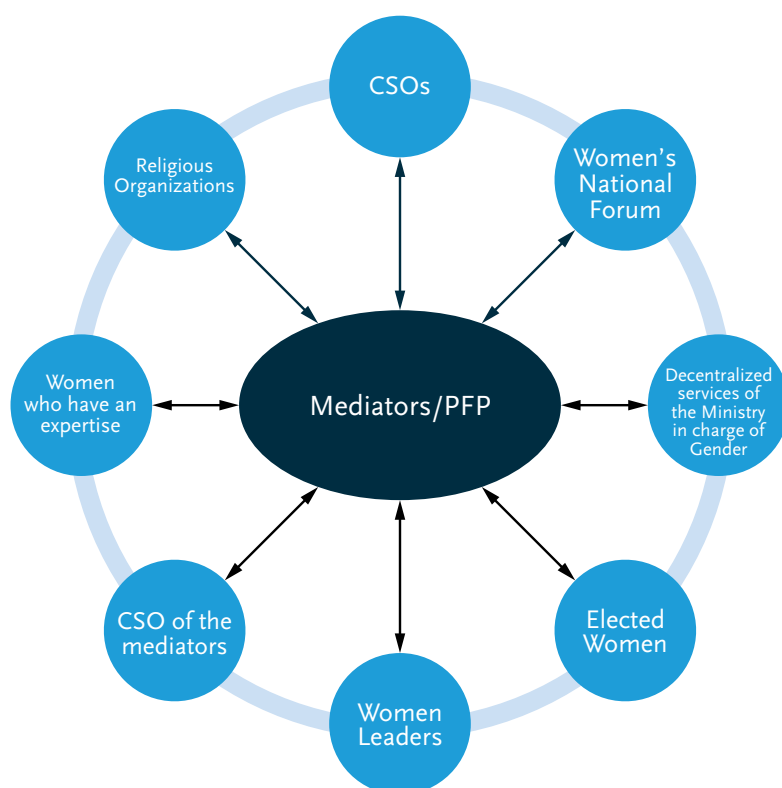 CSOs
Women's
National
Forum
Religious
Organizations
Mediators/PFP
Women
who have an
expertise
Decentralized
services of
the Ministry
in charge of
Gender
CSO of the
mediators
Elected
Women
Women
Leaders